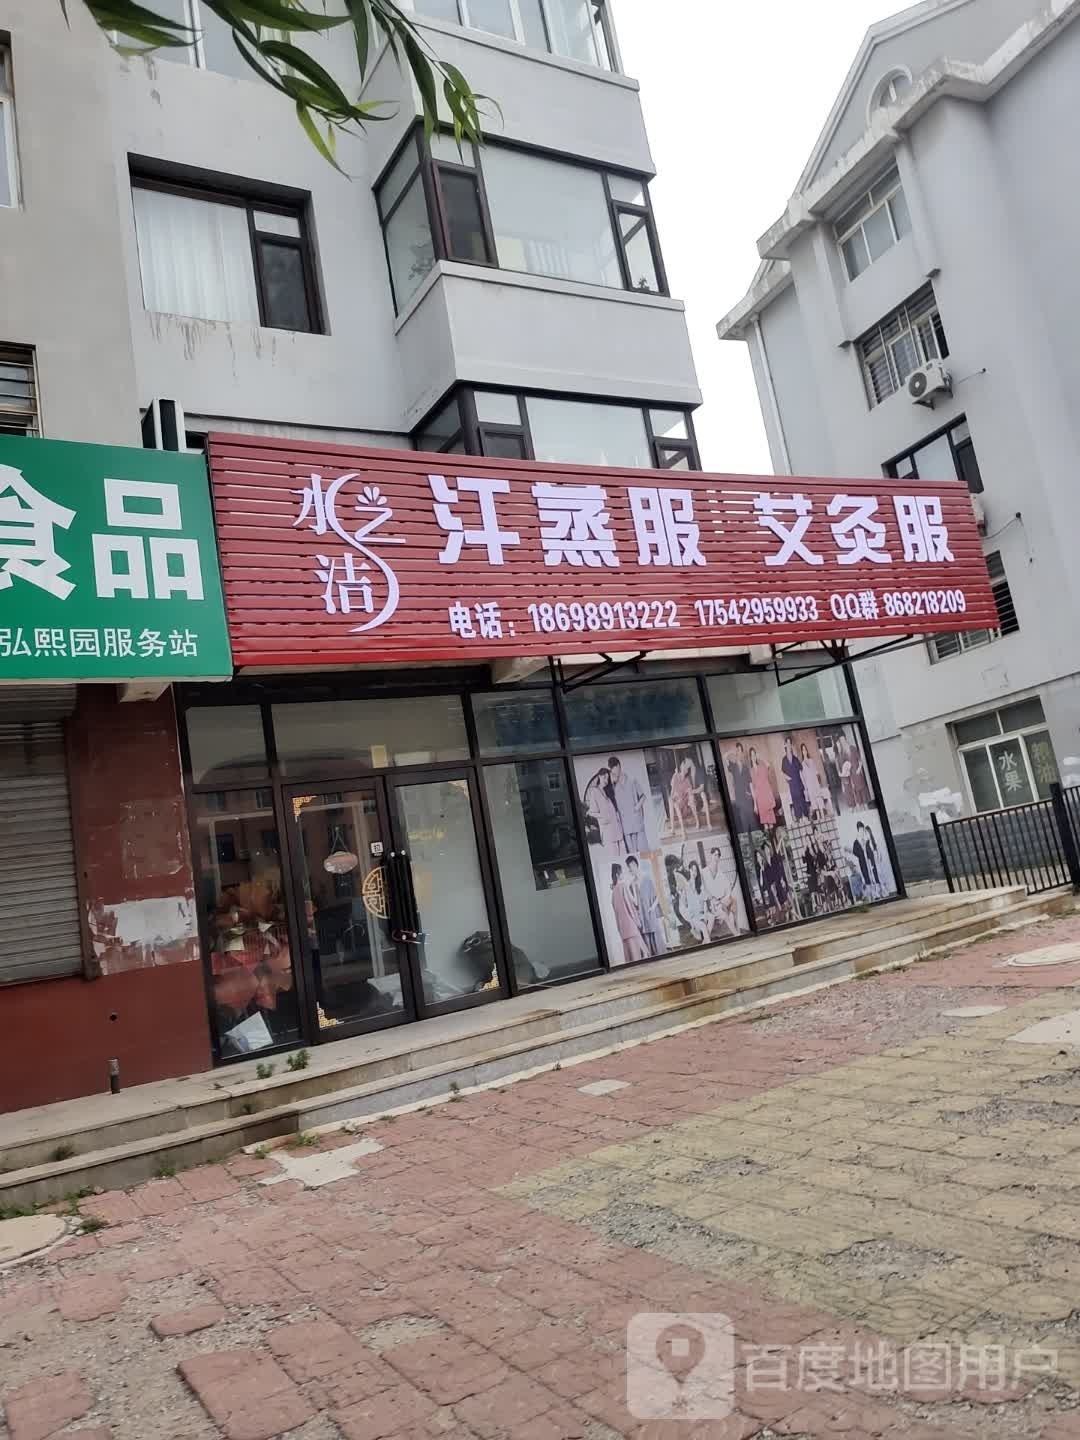 食品
弘熙园服务站
水之洁
汗蒸服 艾灸服
电话：18698913222 17542959933 QQ群868218209
水果
百度地图用户